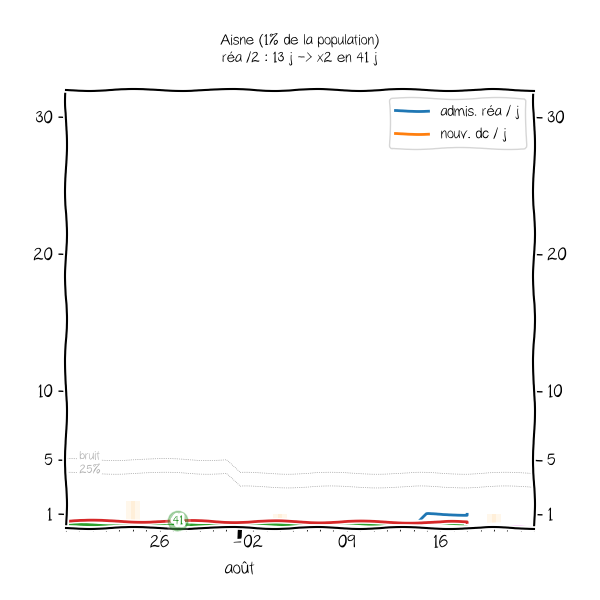 Aisne (1% de la population)
réa /2 : 13 j -> x2 en 41 j
admis. réa / j
nouv. dc / j
30
30
20
20
10
10
5
bruit
25%
5
1
41
1
26
02
09
16
août